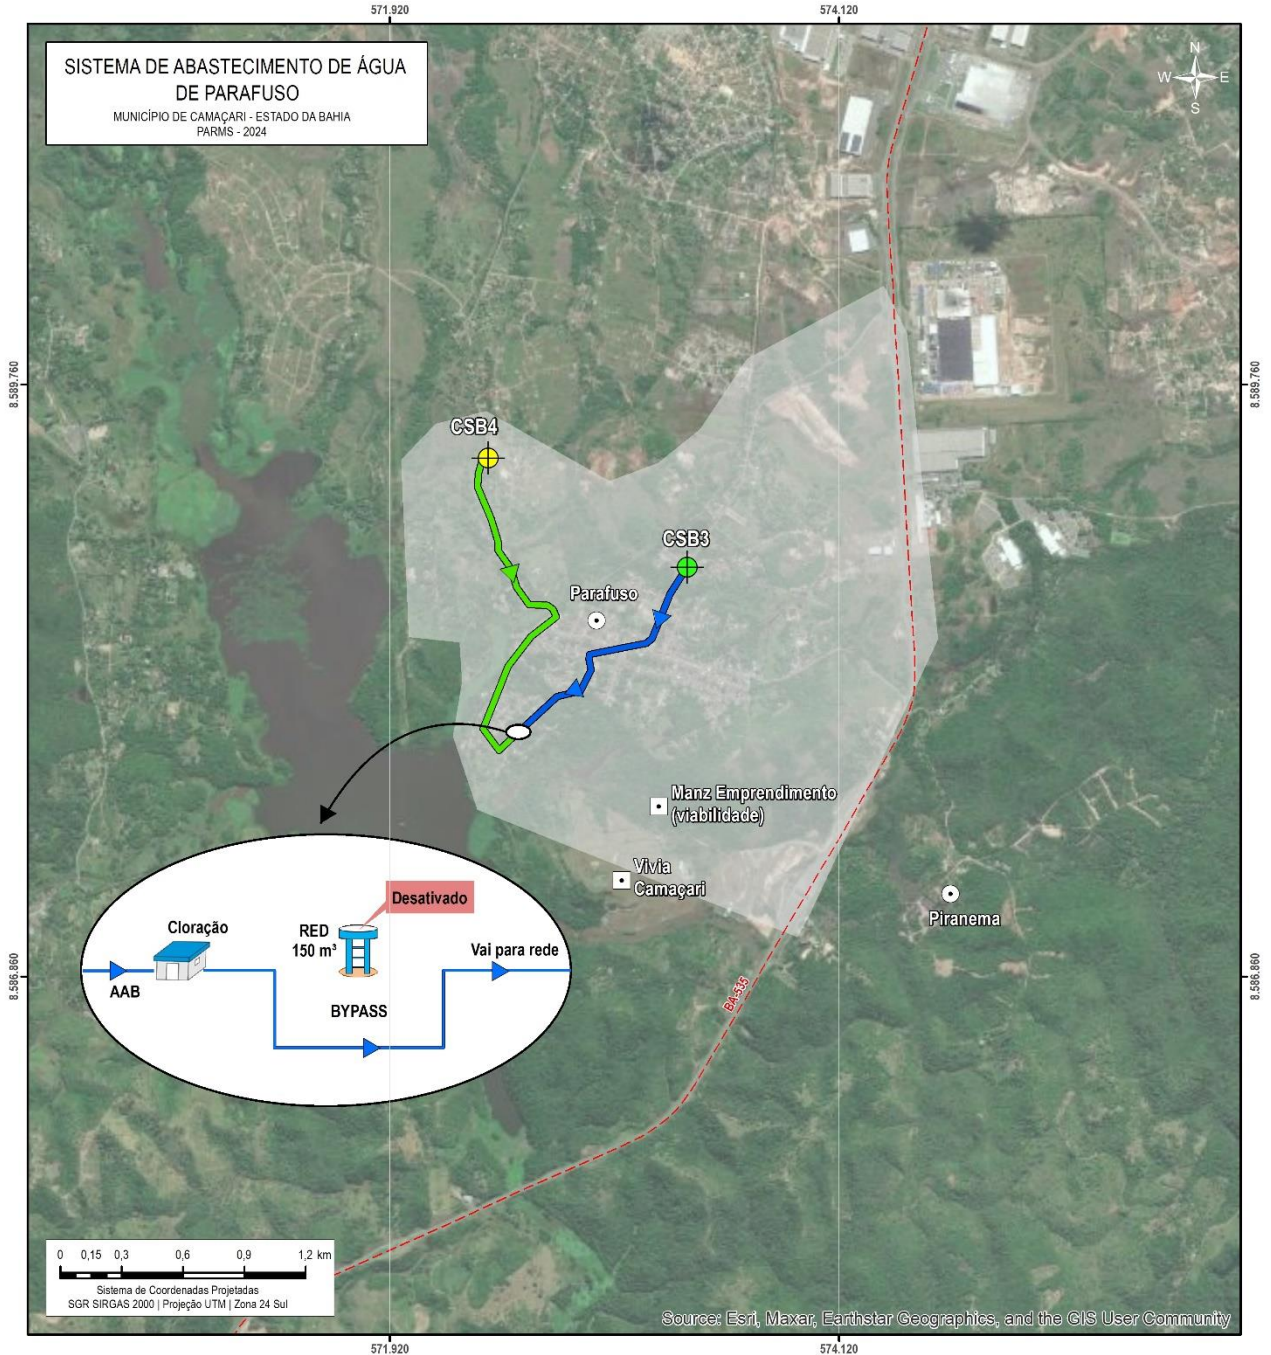 571.920
574.120
SISTEMA DE ABASTECIMENTO DE ÁGUA
DE PARAFUSO
MUNICÍPIO DE CAMAÇARI - ESTADO DA BAHIA
PARMS - 2024
N
W E
S
8.589.760
8.589.760
CSB4
CSB3
Parafuso
Manz Emprendimento
(viabilidade)
Vivia
Camaçari
Piranema
Desativado
Cloração
RED
150 m³
Vai para rede
AAB
BYPASS
8.586.860
8.586.860
BA-535
0 0,15 0,3 0,6 0,9 1,2 km
Sistema de Coordenadas Projetadas
SGR SIRGAS 2000 | Projeção UTM | Zona 24 Sul
Source: Esri, Maxar, Earthstar Geographics, and the GIS User Community
571.920
574.120